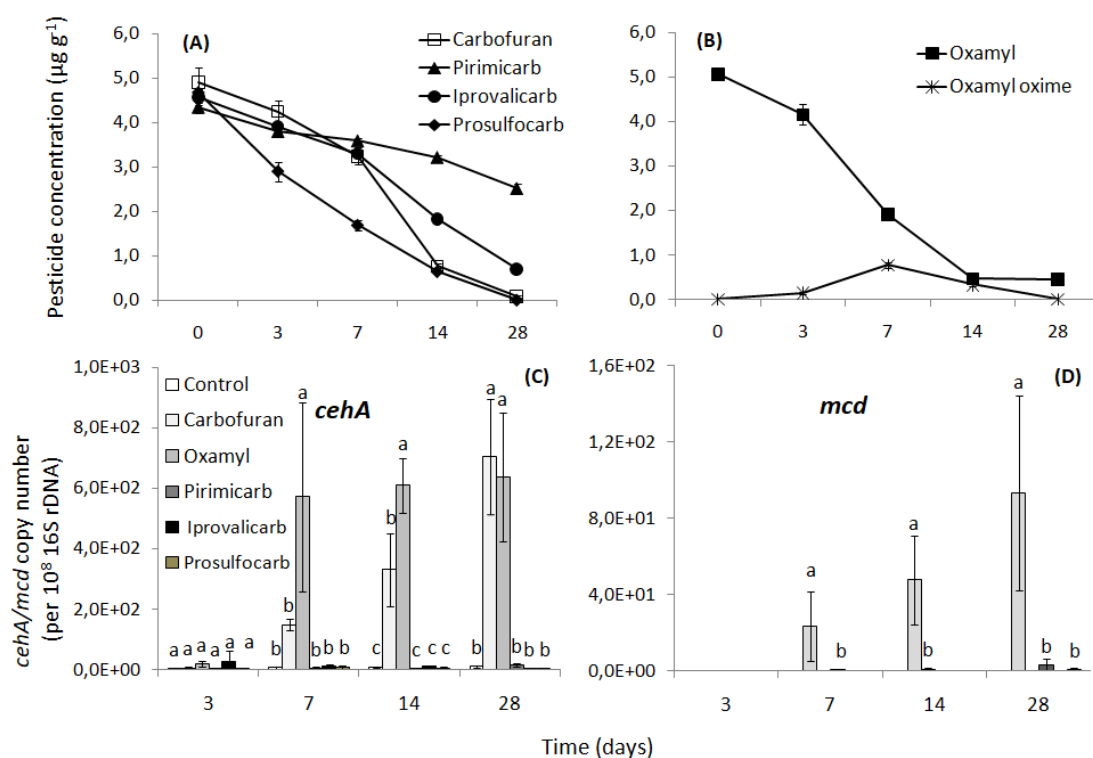 (A)
Carbofuran
Pirimicarb
Iprovalicarb
Prosulfocarb
Pesticide concentration (µg g⁻¹)
6,0
5,0
4,0
3,0
2,0
1,0
0,0
0 3 7 14 28
(B)
Oxamyl
Oxamyl oxime
6,0
5,0
4,0
3,0
2,0
1,0
0,0
0 3 7 14 28
(C)
cehA
Control
Carbofuran
Oxamyl
Pirimicarb
Iprovalicarb
Prosulfocarb
cehA/mcd copy number
(per 10⁸ 16S rDNA)
1,0E+03
8,0E+02
6,0E+02
4,0E+02
2,0E+02
0,0E+00
a a a a a a
b b a b b b
c b a c c c
b a a b b b
3 7 14 28
(D)
mcd
1,6E+02
1,2E+02
8,0E+01
4,0E+01
0,0E+00
a b
a b
a b b
3 7 14 28
Time (days)